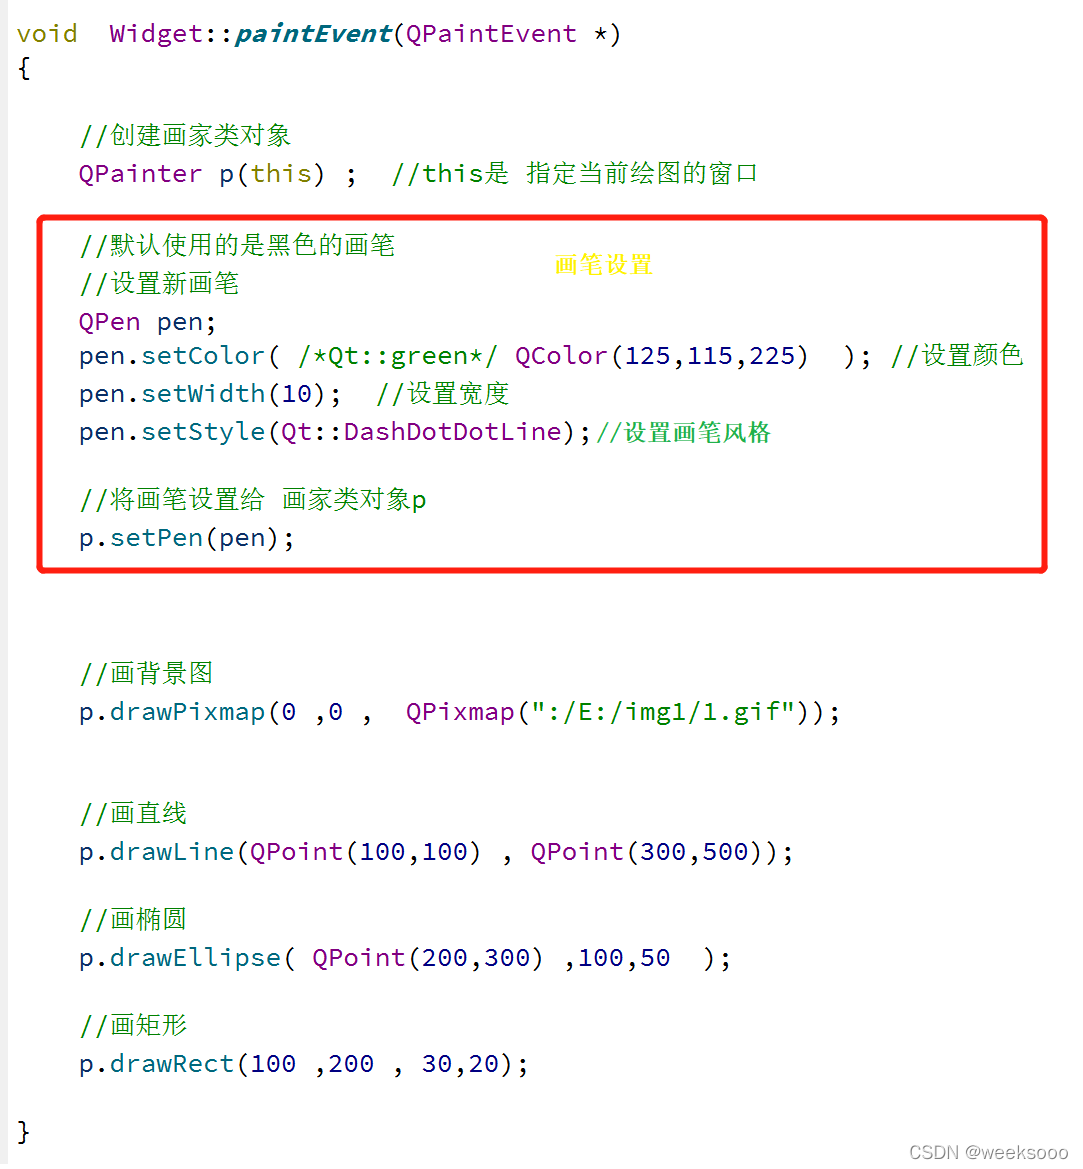 void  Widget::paintEvent(QPaintEvent *)
{
//创建画家类对象
QPainter p(this) ;  //this是 指定当前绘图的窗口
//默认使用的是黑色的画笔
画笔设置
//设置新画笔
QPen pen;
pen.setColor( /*Qt::green*/ QColor(125,115,225)  ); //设置颜色
pen.setWidth(10);  //设置宽度
pen.setStyle(Qt::DashDotDotLine);//设置画笔风格
//将画笔设置给 画家类对象p
p.setPen(pen);
//画背景图
p.drawPixmap(0 ,0 ,  QPixmap(":/E:/img1/1.gif"));
//画直线
p.drawLine(QPoint(100,100) , QPoint(300,500));
//画椭圆
p.drawEllipse( QPoint(200,300) ,100,50  );
//画矩形
p.drawRect(100 ,200 , 30,20);
}
CSDN @weeksooo